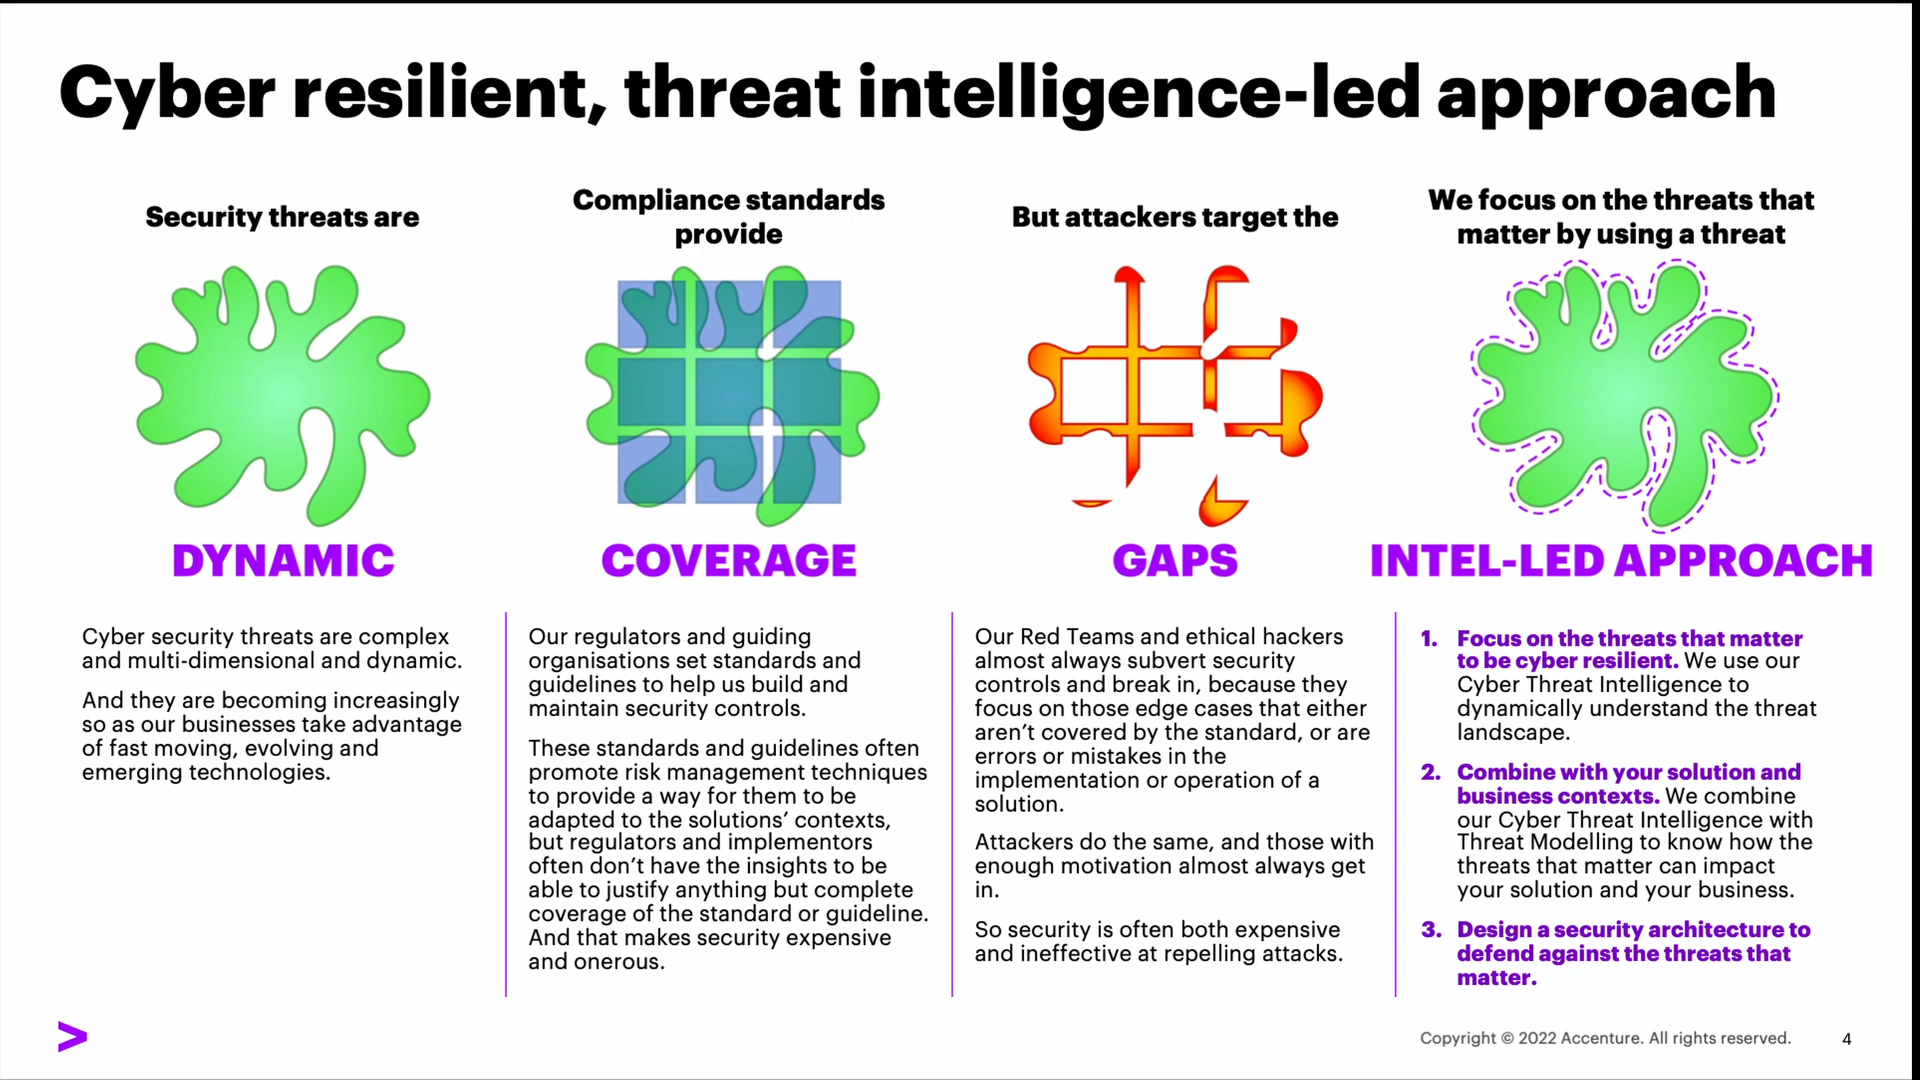 Cyber resilient, threat intelligence-led approach
Security threats are
DYNAMIC
Cyber security threats are complex
and multi-dimensional and dynamic.
And they are becoming increasingly
so as our businesses take advantage
of fast moving, evolving and
emerging technologies.
Compliance standards
provide
COVERAGE
Our regulators and guiding
organisations set standards and
guidelines to help us build and
maintain security controls.
These standards and guidelines often
promote risk management techniques
to provide a way for them to be
adapted to the solutions’ contexts,
but regulators and implementors
often don’t have the insights to be
able to justify anything but complete
coverage of the standard or guideline.
And that makes security expensive
and onerous.
But attackers target the
GAPS
Our Red Teams and ethical hackers
almost always subvert security
controls and break in, because they
focus on those edge cases that either
aren’t covered by the standard, or are
errors or mistakes in the
implementation or operation of a
solution.
Attackers do the same, and those with
enough motivation almost always get
in.
So security is often both expensive
and ineffective at repelling attacks.
We focus on the threats that
matter by using a threat
INTEL-LED APPROACH
1. Focus on the threats that matter
to be cyber resilient. We use our
Cyber Threat Intelligence to
dynamically understand the threat
landscape.
2. Combine with your solution and
business contexts. We combine
our Cyber Threat Intelligence with
Threat Modelling to know how the
threats that matter can impact
your solution and your business.
3. Design a security architecture to
defend against the threats that
matter.
Copyright © 2022 Accenture. All rights reserved. 4